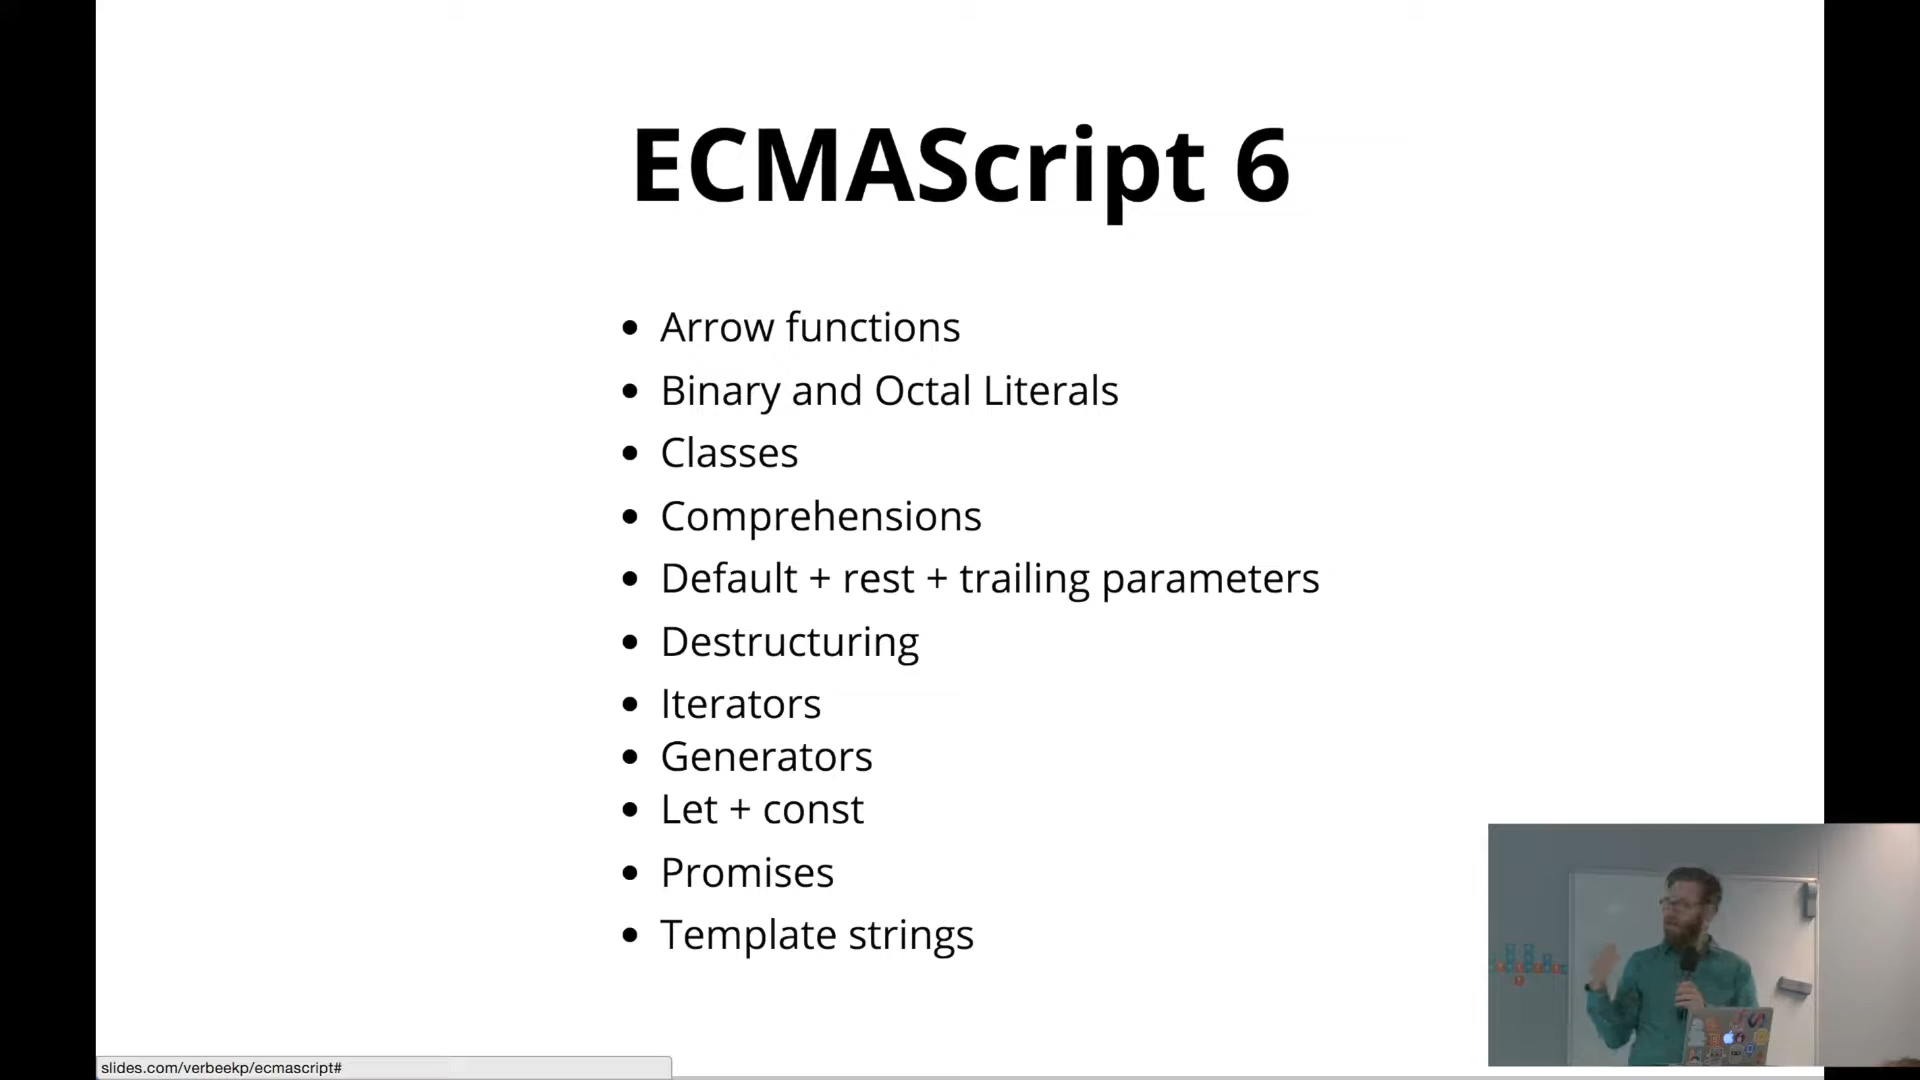 ECMAScript 6
Arrow functions
Binary and Octal Literals
Classes
Comprehensions
Default + rest + trailing parameters
Destructuring
Iterators
Generators
Let + const
Promises
Template strings
slides.com/verbeekp/ecmascript#